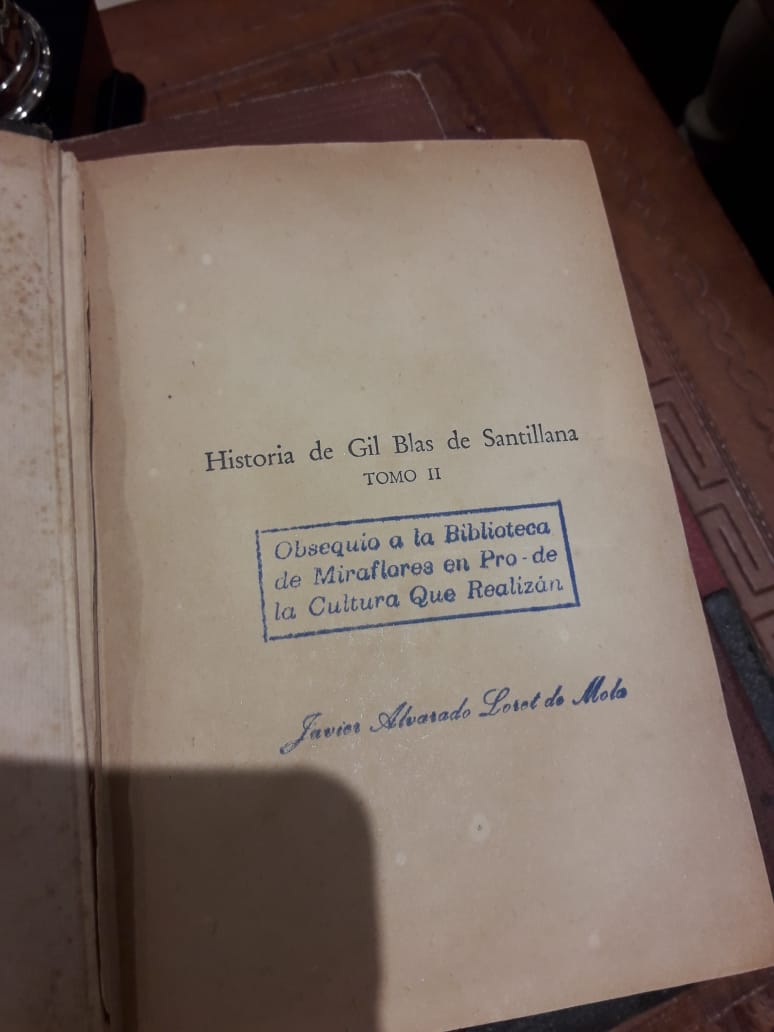 Historia de Gil Blas de Santillana
TOMO II
Obsequio a la Biblioteca
de Miraflores en Pro-de
la Cultura Que Realizán
Javier Alvarado Loret de Mola